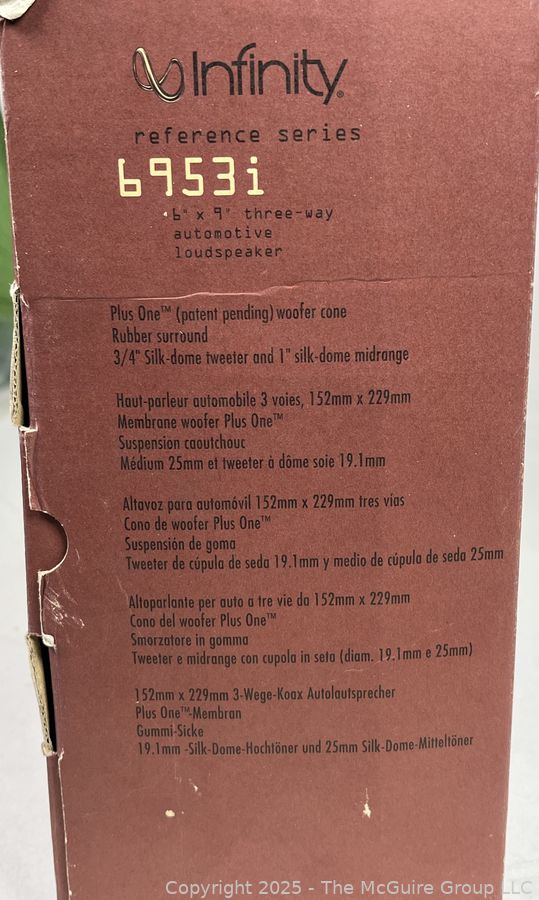 Infinity®
reference series
6953i
6" x 9" three-way
automotive
loudspeaker
Plus One™ (patent pending) woofer cone
Rubber surround
3/4" Silk-dome tweeter and 1" silk-dome midrange
Haut-parleur automobile 3 voies, 152mm x 229mm
Membrane woofer Plus One™
Suspension caoutchouc
Médium 25mm et tweeter à dôme soie 19.1mm
Altavoz para automóvil 152mm x 229mm tres vías
Cono de woofer Plus One™
Suspensión de goma
Tweeter de cúpula de seda 19.1mm y medio de cúpula de seda 25mm
Altoparlante per auto a tre vie da 152mm x 229mm
Cono del woofer Plus One™
Smorzatore in gomma
Tweeter e midrange con cupola in seta (diam. 19.1mm e 25mm)
152mm x 229mm 3-Wege-Koax Autolautsprecher
Plus One™-Membran
Gummi-Sicke
19.1mm -Silk-Dome-Hochtöner und 25mm Silk-Dome-Mitteltöner
Copyright 2025 - The McGuire Group LLC